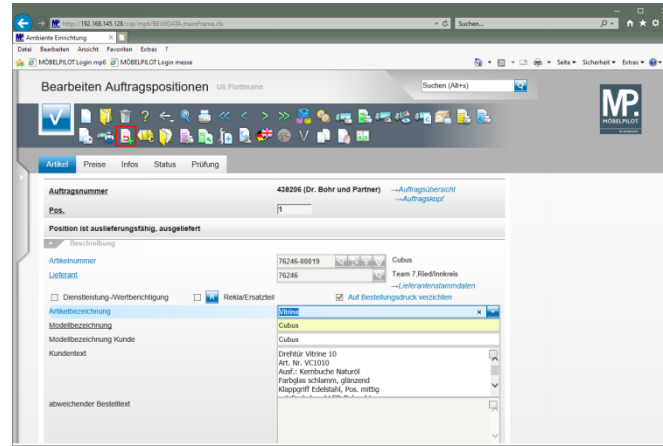 http://192.168.145.128/csp/mp6/BEWIDATA.mainFrame.cls
Suchen...
Ambiente Einrichtung
Datei Bearbeiten Ansicht Favoriten Extras ?
MÖBELPILOT Login mp6 MÖBELPILOT Login messe
Seite Sicherheit Extras
Bearbeiten Auftragspositionen Uli Flottmann
Suchen (Alt+s)
MP.
MÖBELPILOT
Artikel Preise Infos Status Prüfung
Auftragsnummer 438206 (Dr. Bohr und Partner) →Auftragsübersicht
→Auftragskopf
Pos. 1
Position ist auslieferungsfähig, ausgeliefert
Beschreibung
Artikelnummer 76246-00019 Cubus
Lieferant 76246 Team 7,Ried/Innkreis
→Lieferantenstammdaten
Dienstleistung-/Wertberichtigung Rekla/Ersatzteil Auf Bestellungsdruck verzichten
Artikelbezeichnung Vitrine
Modellbezeichnung Cubus
Modellbezeichnung Kunde Cubus
Kundentext Drehtür Vitrine 10
Art. Nr. VC1010
Ausf.: Kernbuche Naturöl
Farbglas schlamm, glänzend
Klappgriff Edelstahl, Pos. mittig
abweichender Bestelltext